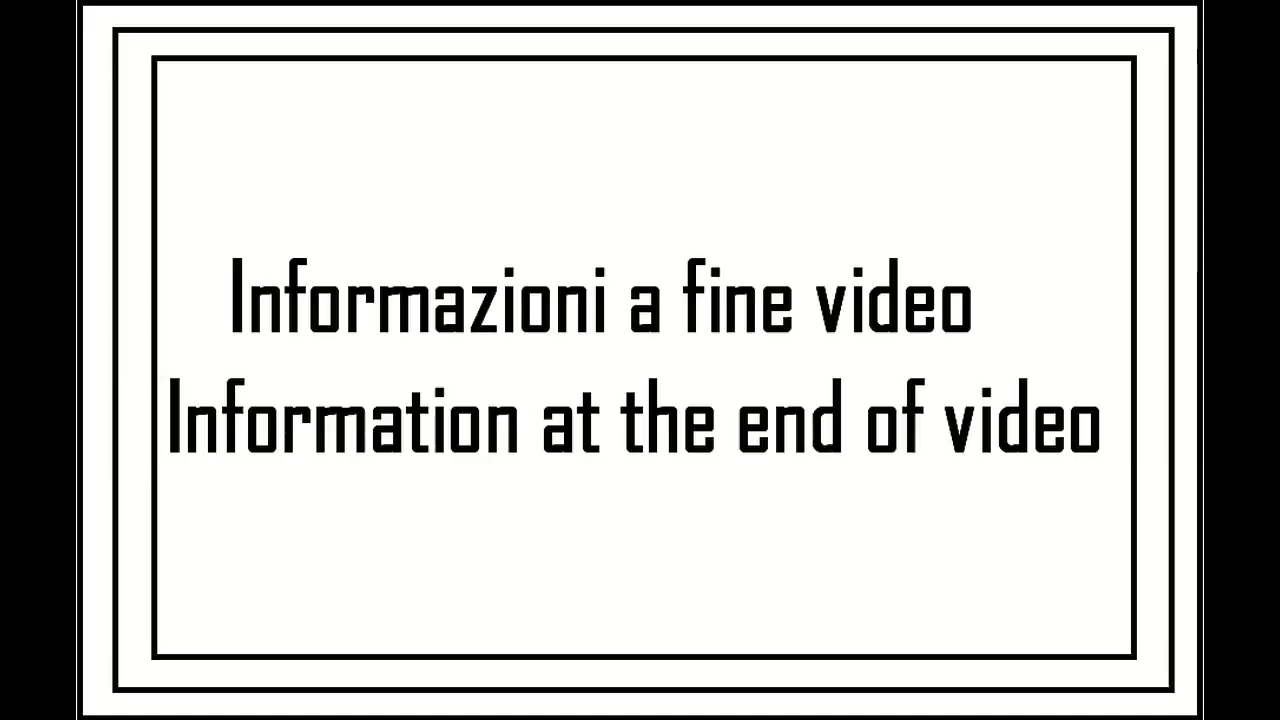 Informazioni a fine video
Information at the end of video